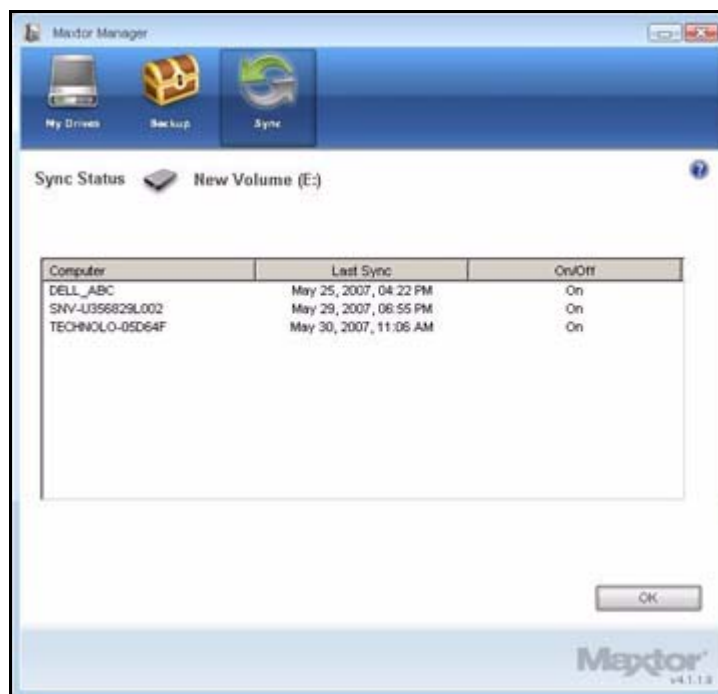 Maxtor Manager
My Drives Backup Sync
Sync Status New Volume (E:)
Computer Last Sync On/Off
DELL_ABC May 25, 2007, 04:22 PM On
SNV-U356829L002 May 29, 2007, 06:55 PM On
TECHNOLO-05D64F May 30, 2007, 11:06 AM On
OK
Maxtor